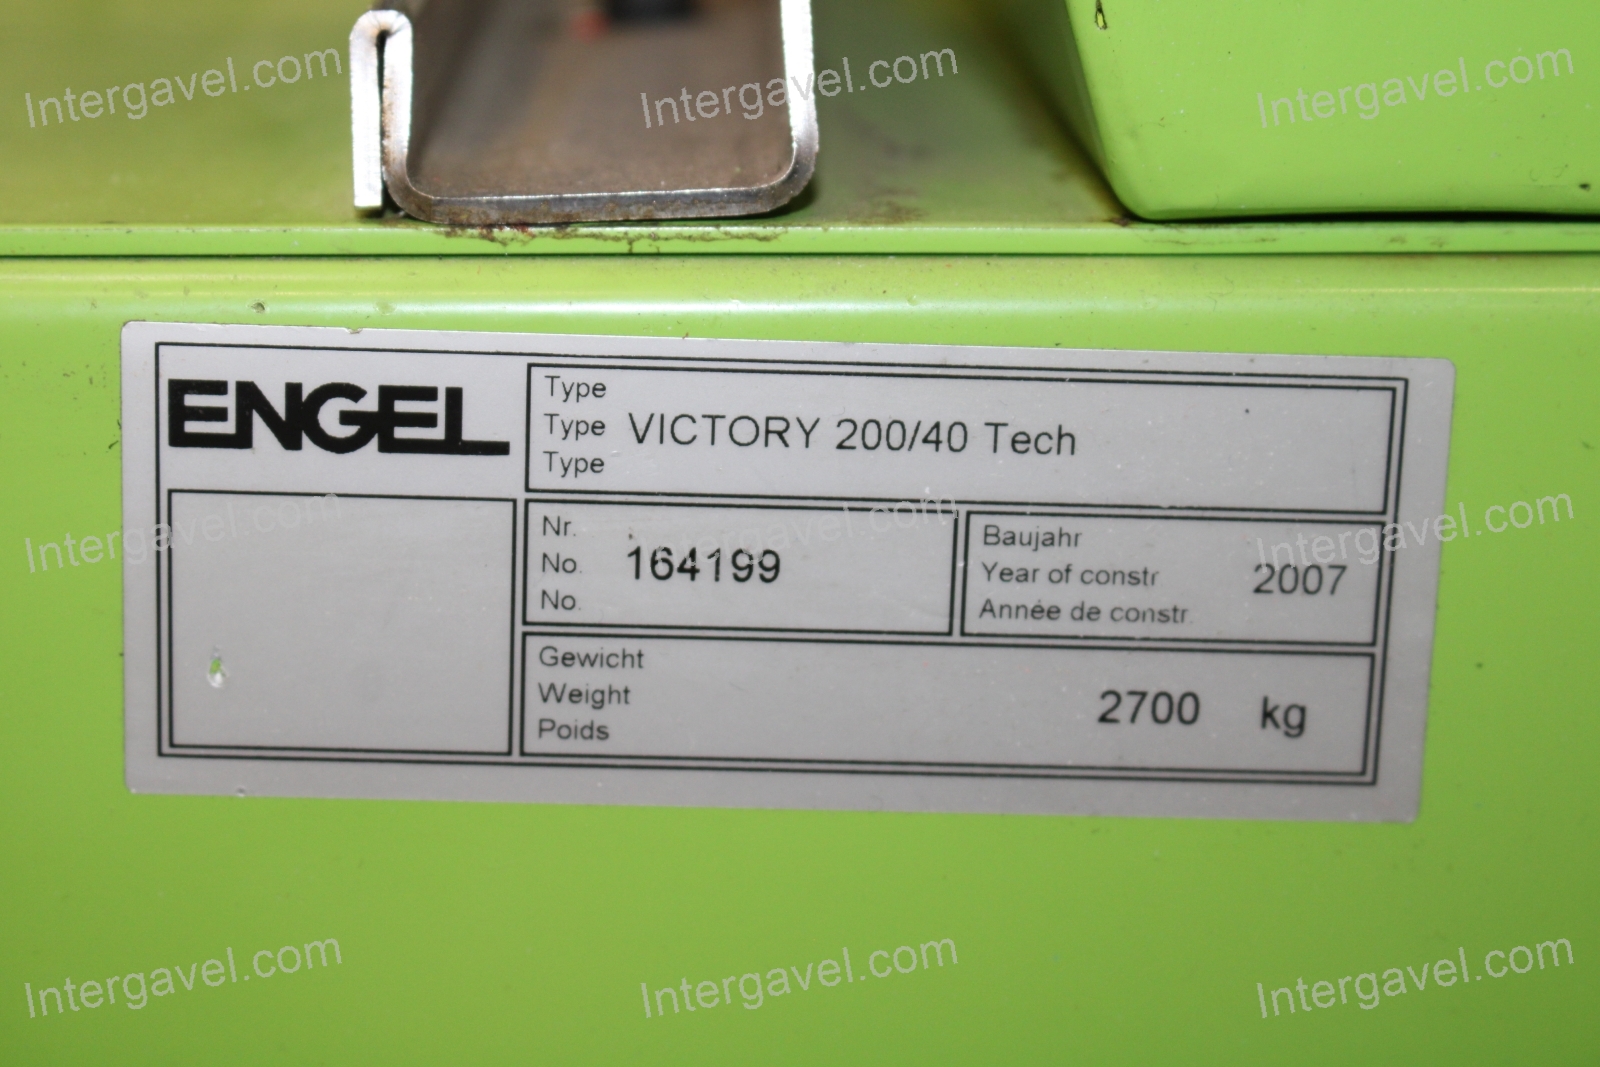 Intergavel.com Intergavel.com Intergavel.com
ENGEL
Type
Type VICTORY 200/40 Tech
Type
Nr.
No. 164199
No.
Baujahr
Year of constr 2007
Année de constr.
Intergavel.com Intergavel.com Intergavel.com
Gewicht
Weight 2700 kg
Poids
Intergavel.com Intergavel.com Intergavel.com